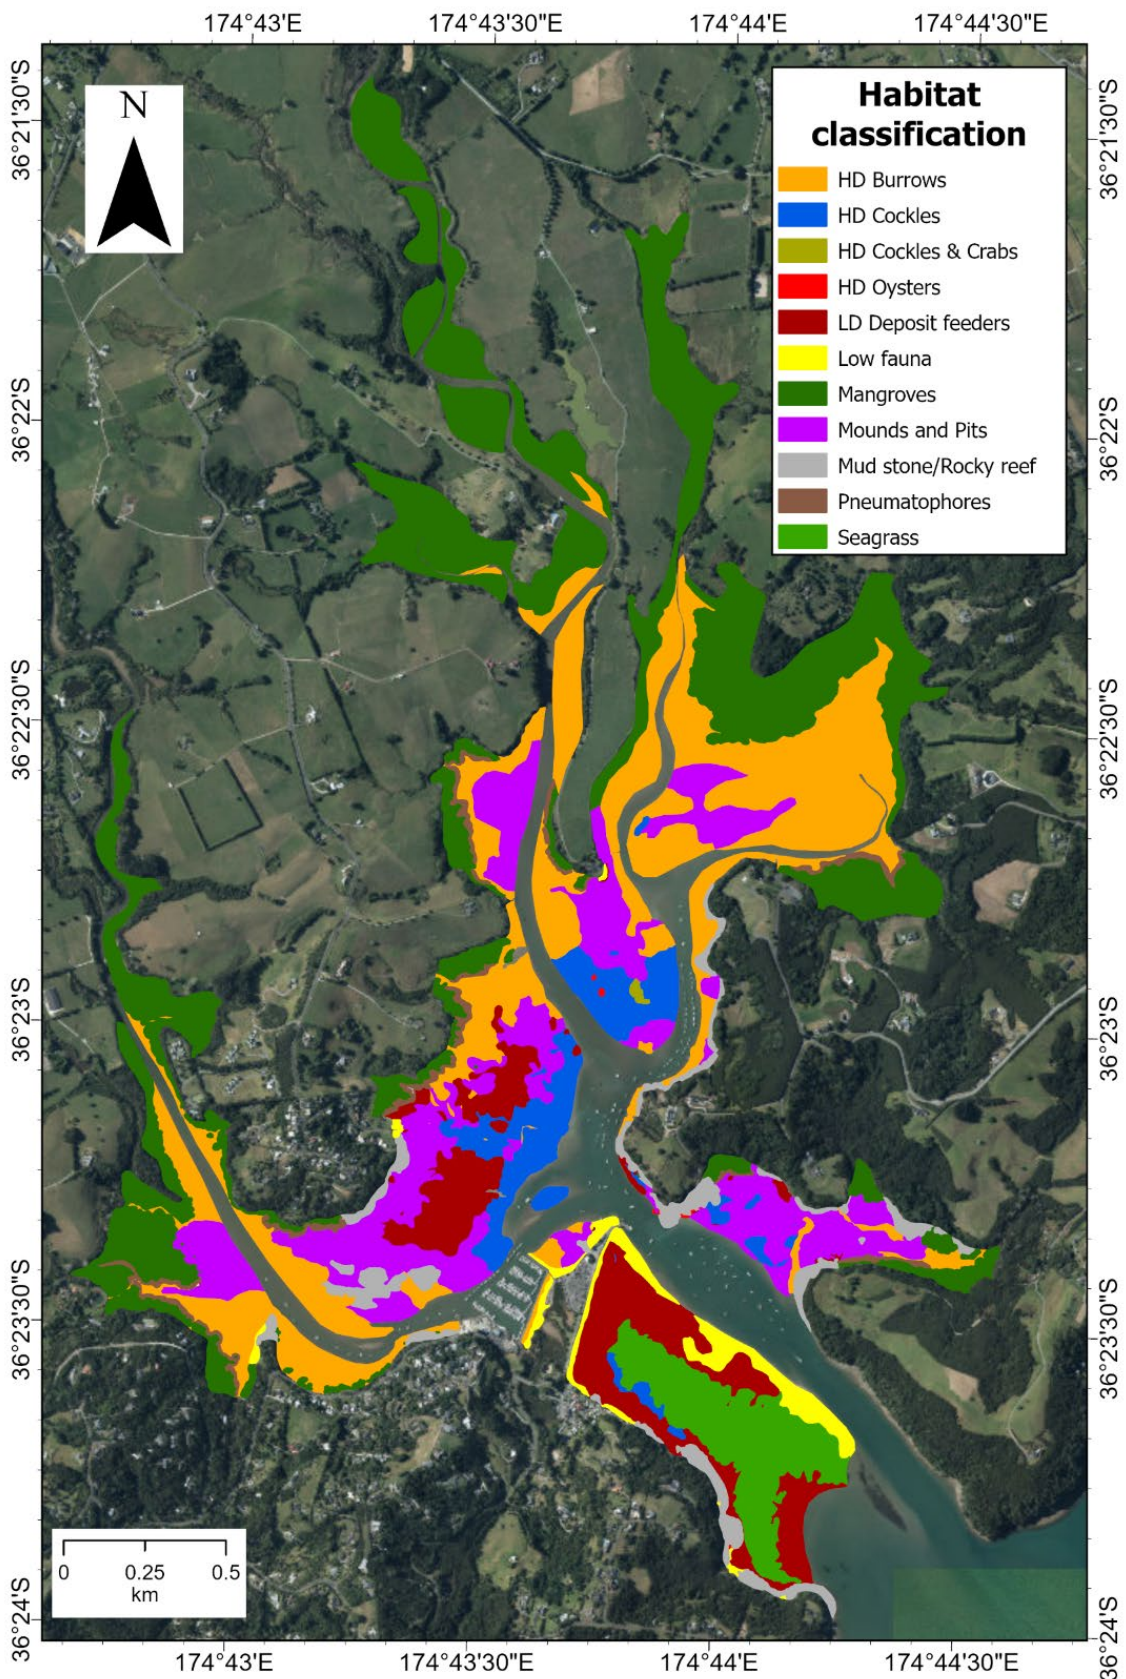 174°43'E
174°43'30"E
174°44'E
174°44'30"E
N
Habitat
classification
HD Burrows
HD Cockles
HD Cockles & Crabs
HD Oysters
LD Deposit feeders
Low fauna
Mangroves
Mounds and Pits
Mud stone/Rocky reef
Pneumatophores
Seagrass
36°21'30"S
36°22'S
36°22'30"S
36°23'S
36°23'30"S
36°24'S
36°21'30"S
36°22'S
36°22'30"S
36°23'S
36°23'30"S
36°24'S
0 0.25 0.5
km
174°43'E
174°43'30"E
174°44'E
174°44'30"E